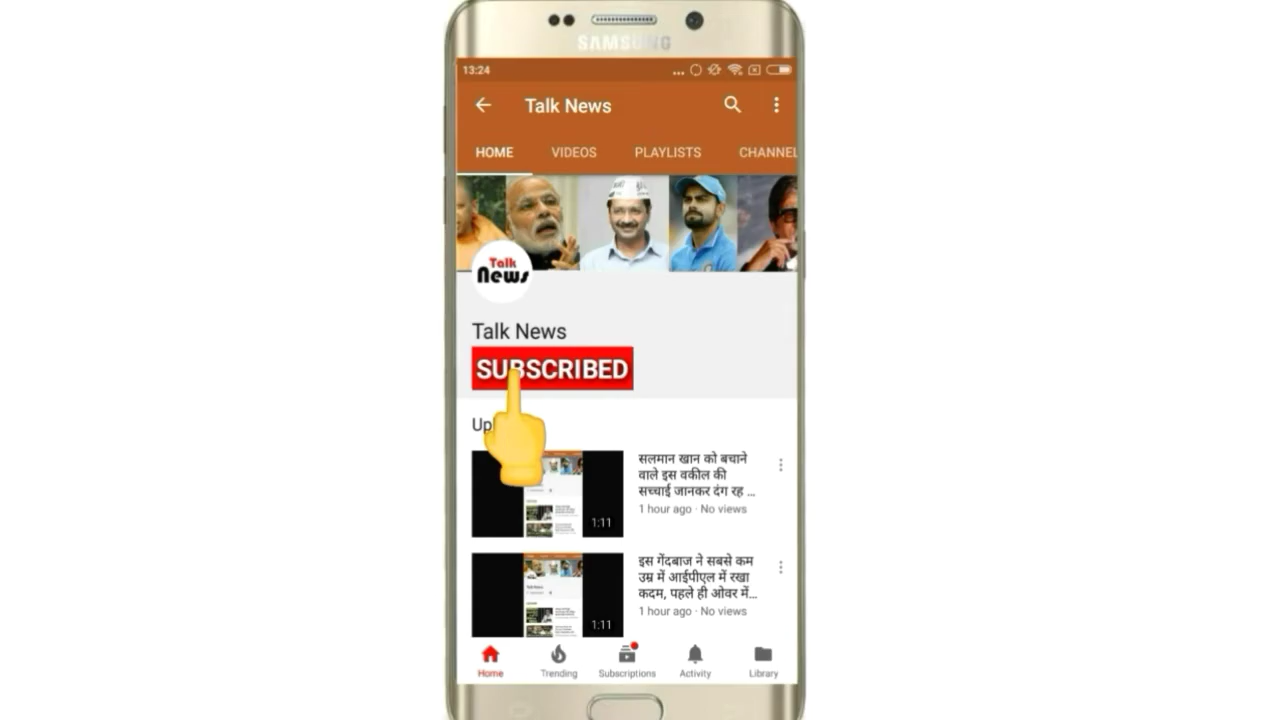 SAMSUNG
13:24
Talk News
HOME VIDEOS PLAYLISTS CHANNEL
Talk
News
Talk News
SUBSCRIBED
Up
सलमान खान को बचाने
वाले इस वकील की
सच्चाई जानकर दंग रह ...
1 hour ago · No views
1:11
इस गेंदबाज ने सबसे कम
उम्र में आईपीएल में रखा
कदम, पहले ही ओवर में...
1 hour ago · No views
1:11
Home Trending Subscriptions Activity Library